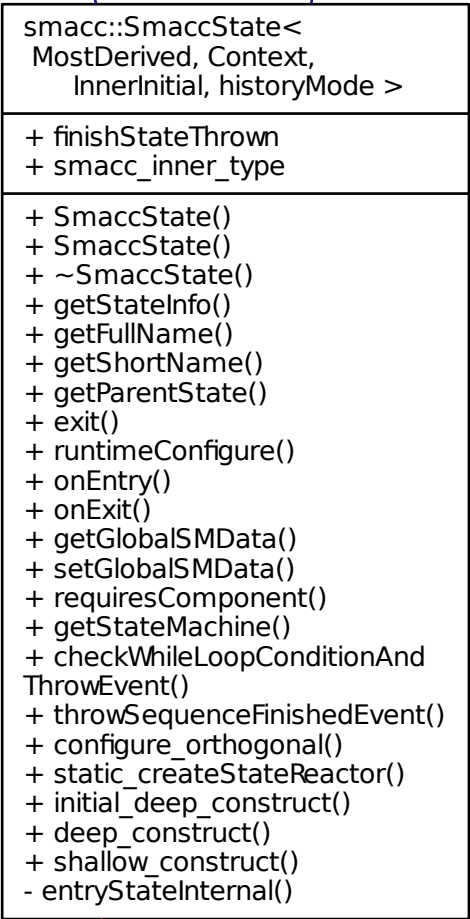 smacc::SmaccState<
MostDerived, Context,
InnerInitial, historyMode >
+ finishStateThrown
+ smacc_inner_type
+ SmaccState()
+ SmaccState()
+ ~SmaccState()
+ getStateInfo()
+ getFullName()
+ getShortName()
+ getParentState()
+ exit()
+ runtimeConfigure()
+ onEntry()
+ onExit()
+ getGlobalSMData()
+ setGlobalSMData()
+ requiresComponent()
+ getStateMachine()
+ checkWhileLoopConditionAnd
ThrowEvent()
+ throwSequenceFinishedEvent()
+ configure_orthogonal()
+ static_createStateReactor()
+ initial_deep_construct()
+ deep_construct()
+ shallow_construct()
- entryStateInternal()